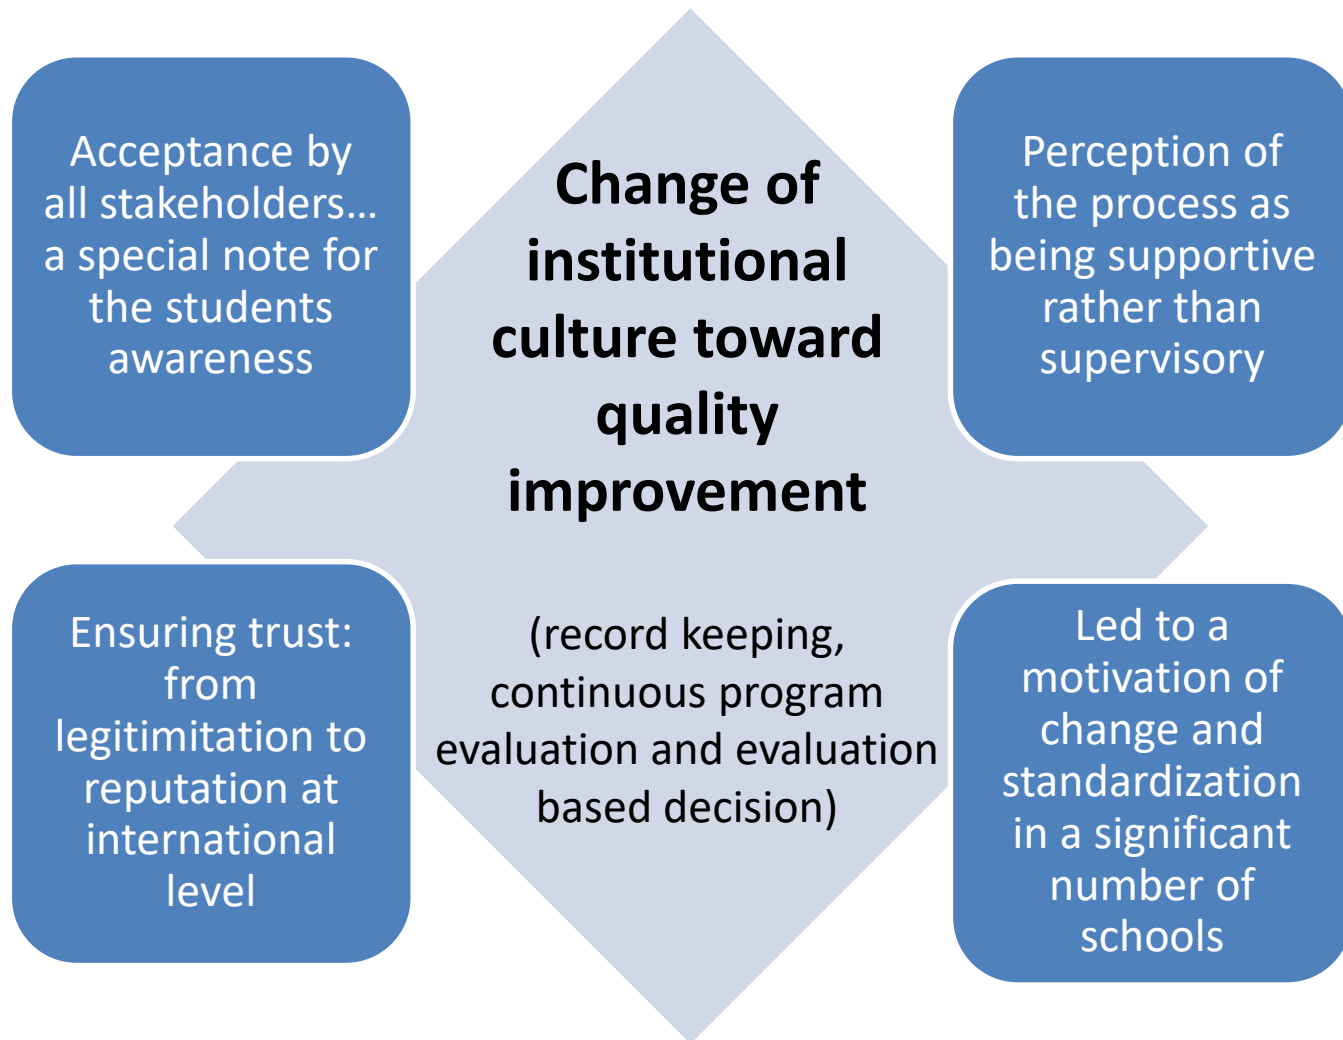 Acceptance by
all stakeholders…
a special note for
the students
awareness
Change of
institutional
culture toward
quality
improvement
(record keeping,
continuous program
evaluation and evaluation
based decision)
Perception of
the process as
being supportive
rather than
supervisory
Ensuring trust:
from
legitimitation to
reputation at
international
level
Led to a
motivation of
change and
standardization
in a significant
number of
schools